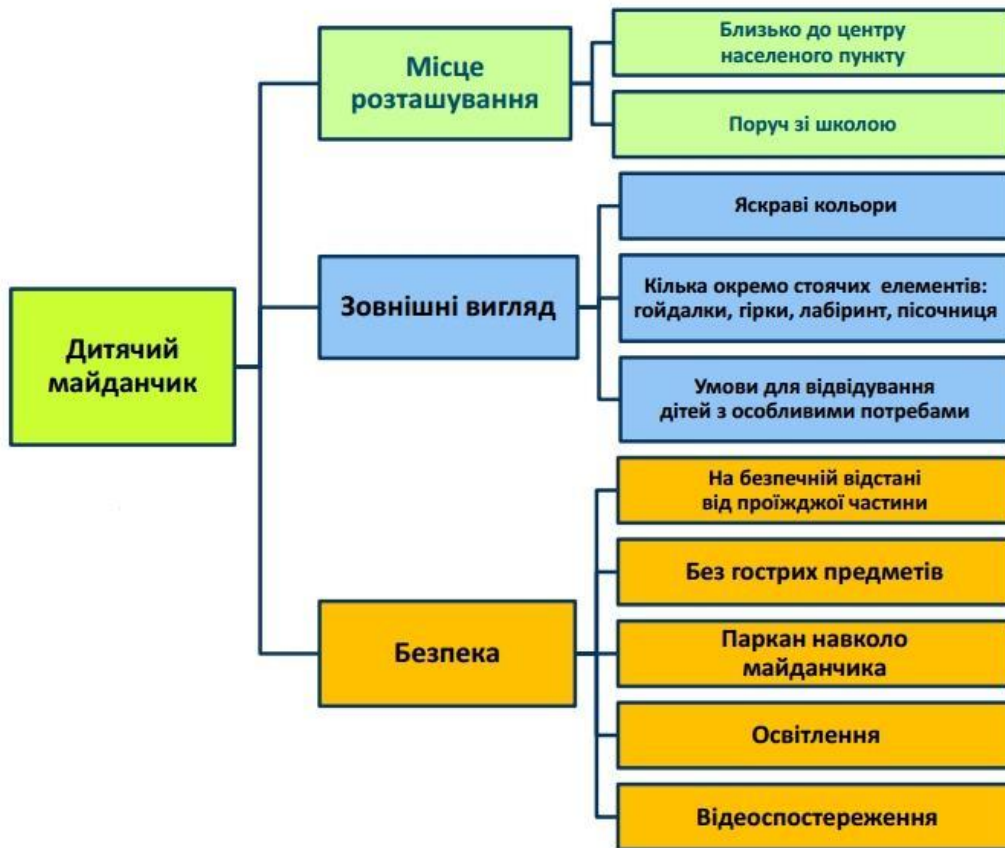 Дитячий
майданчик
Місце
розташування
Близько до центру
населеного пункту
Поруч зі школою
Зовнішні вигляд
Яскраві кольори
Кілька окремо стоячих елементів:
гойдалки, гірки, лабіринт, пісочниця
Умови для відвідування
дітей з особливими потребами
Безпека
На безпечній відстані
від проїжджої частини
Без гострих предметів
Паркан навколо
майданчика
Освітлення
Відеоспостереження